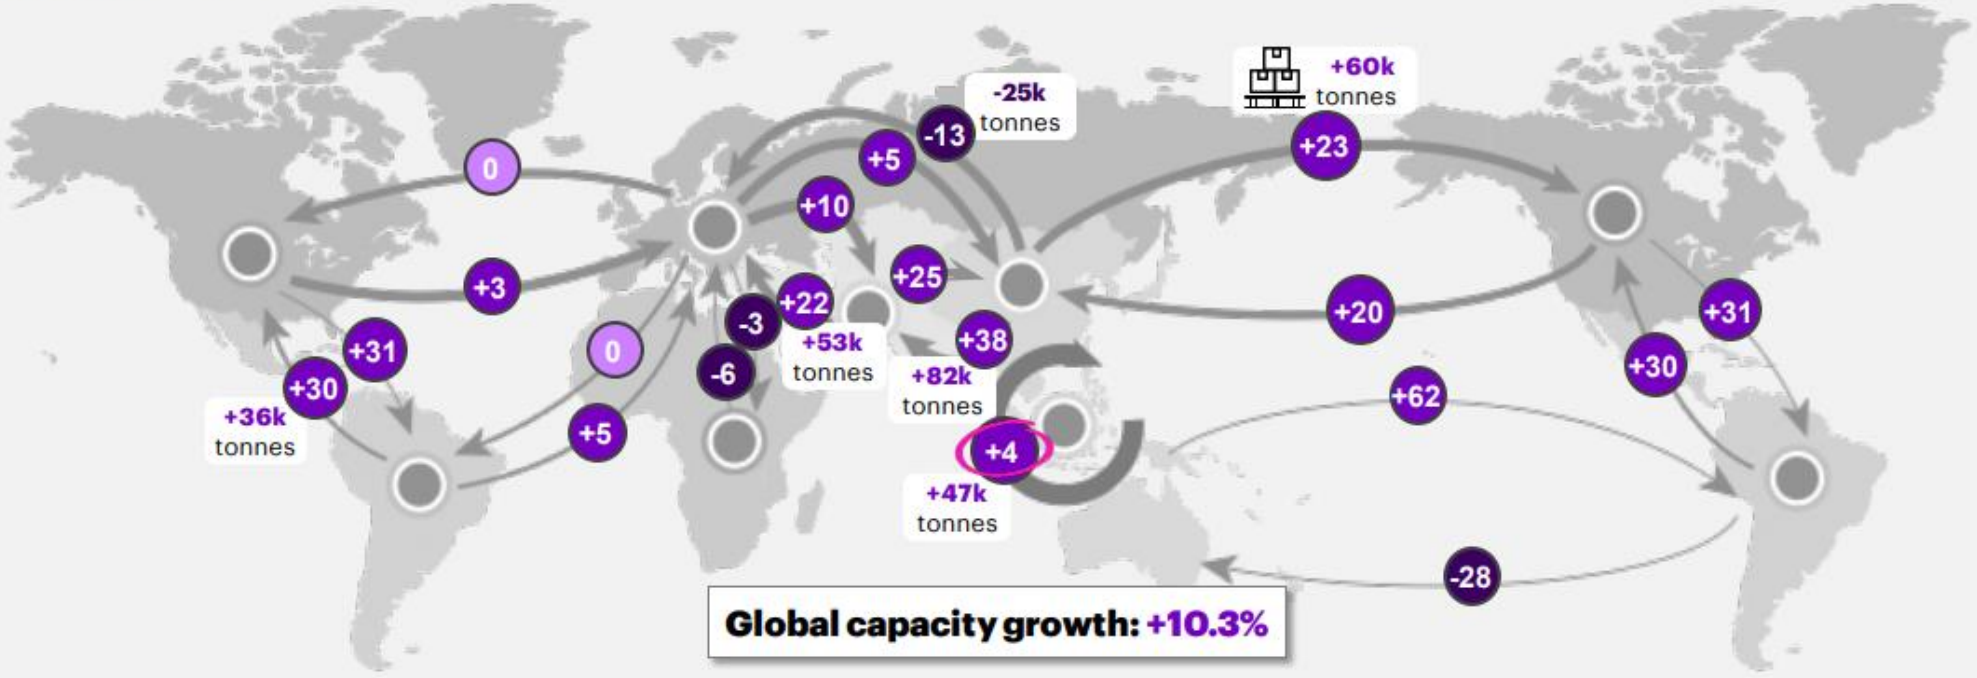 -25k
tonnes
+60k
tonnes
-13
+5
+23
0
+10
+25
+3
+22
-3
+20
+31
+38
+31
0
+53k
tonnes
-6
+30
+30
+82k
tonnes
+62
+36k
tonnes
+5
+4
+47k
tonnes
-28
Global capacity growth: +10.3%